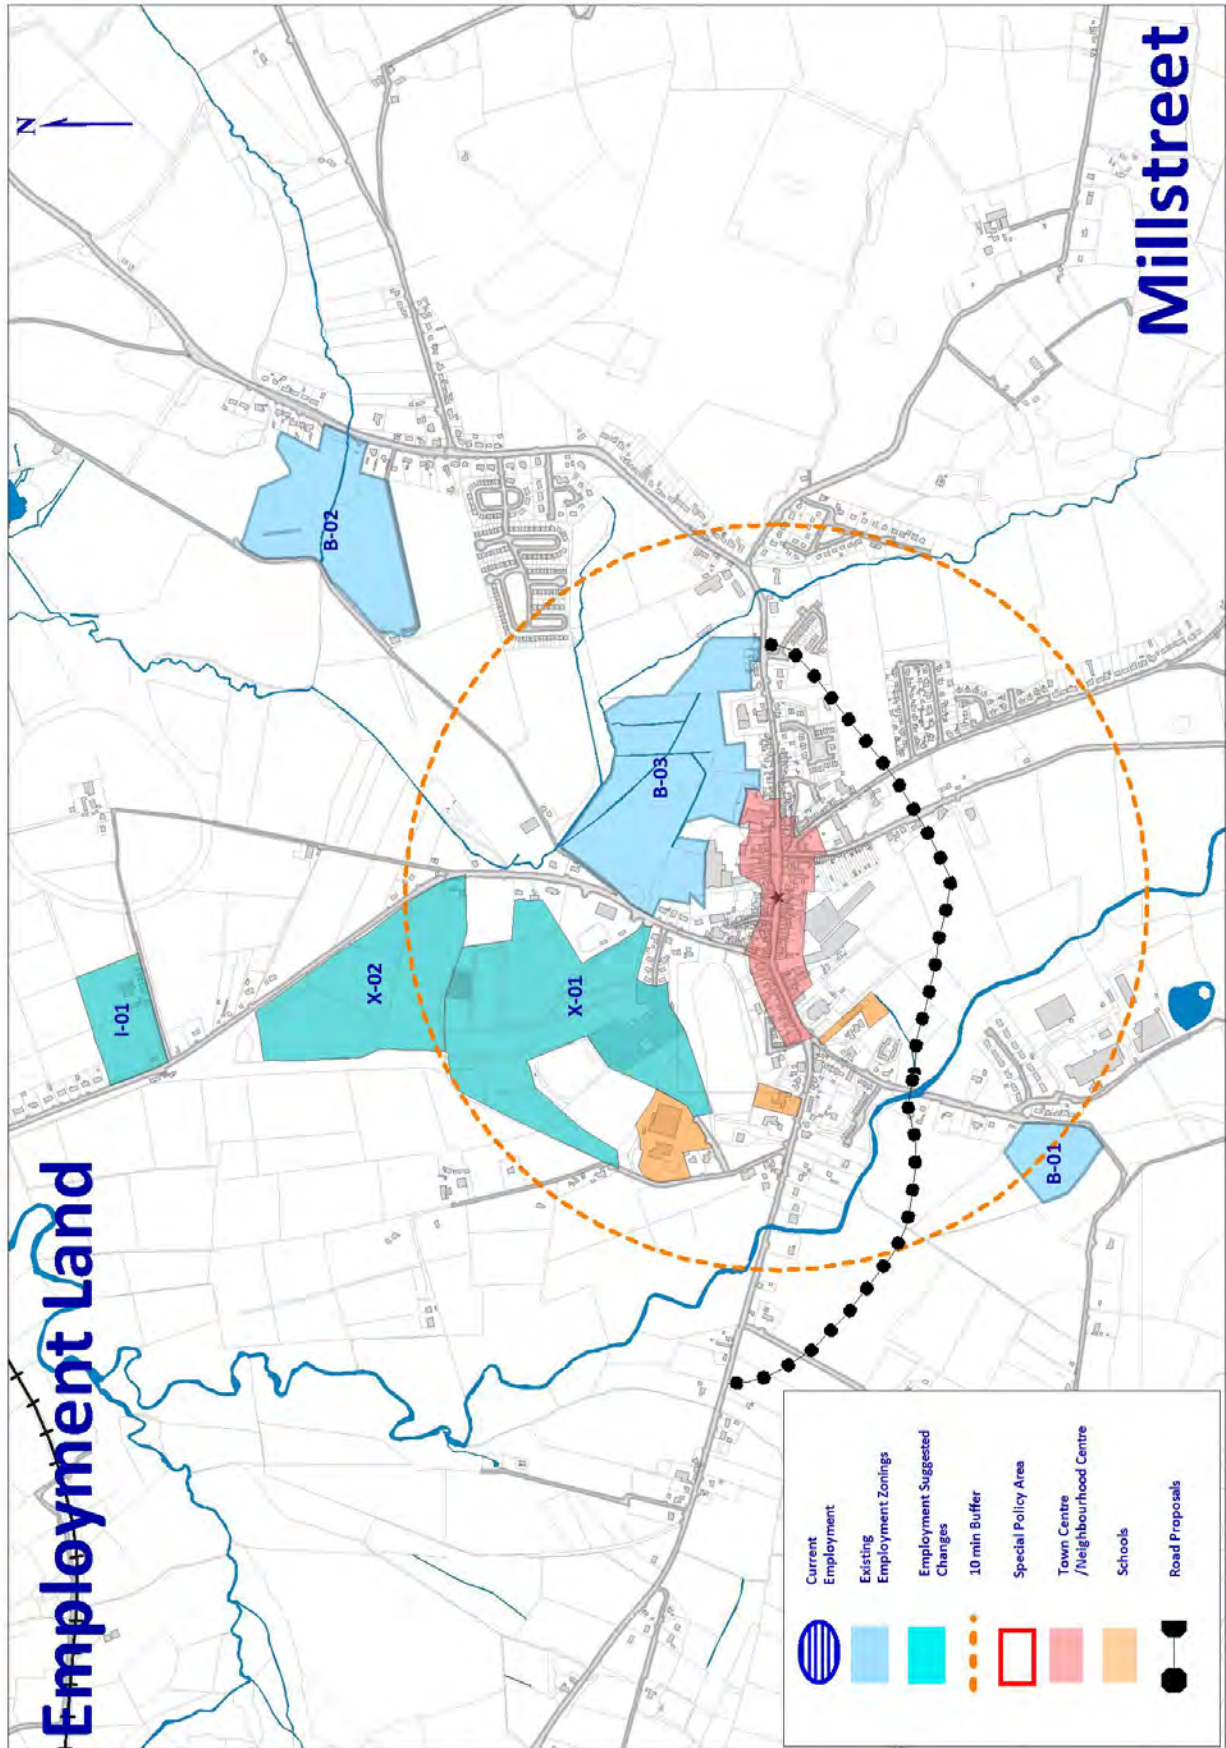 Employment Land
N
Millstreet
I-01
X-02
X-01
B-02
B-03
B-01
Current
Employment
Existing
Employment Zonings
Employment Suggested
Changes
10 min Buffer
Special Policy Area
Town Centre
/Neighbourhood Centre
Schools
Road Proposals